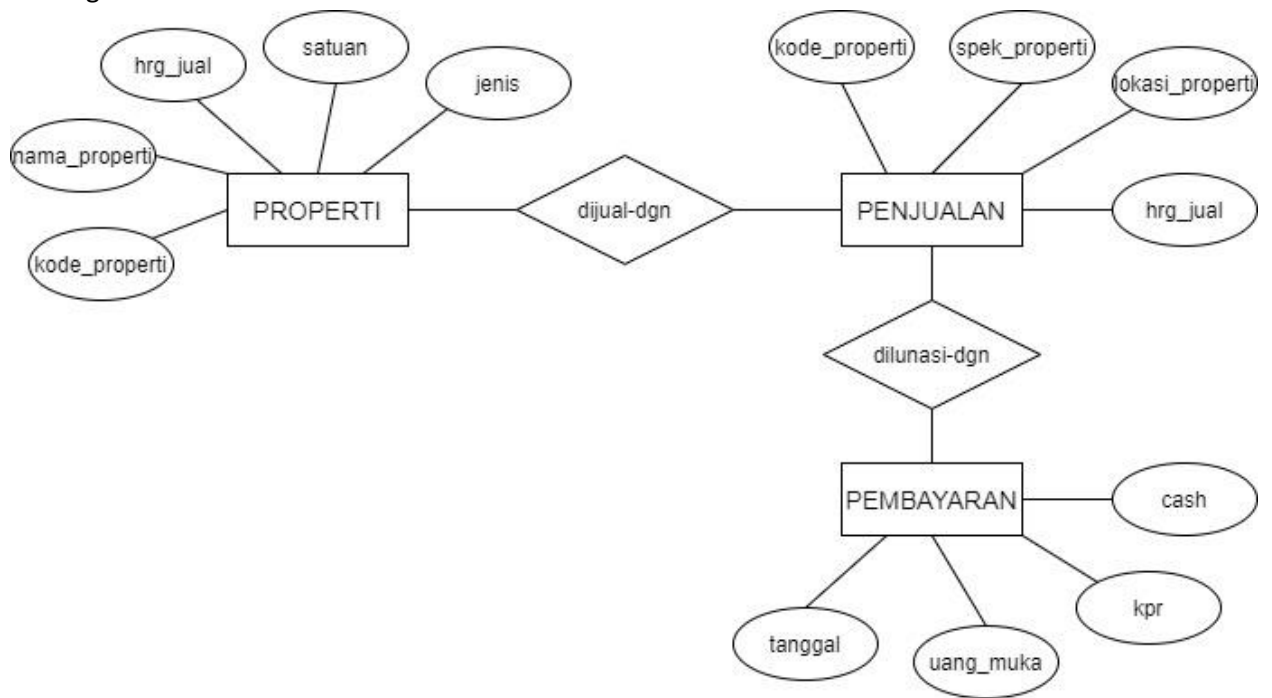 satuan
hrg_jual
jenis
nama_properti
kode_properti
PROPERTI
dijual-dgn
kode_properti
spek_properti
lokasi_properti
PENJUALAN
hrg_jual
dilunasi-dgn
PEMBAYARAN
cash
kpr
tanggal
uang_muka